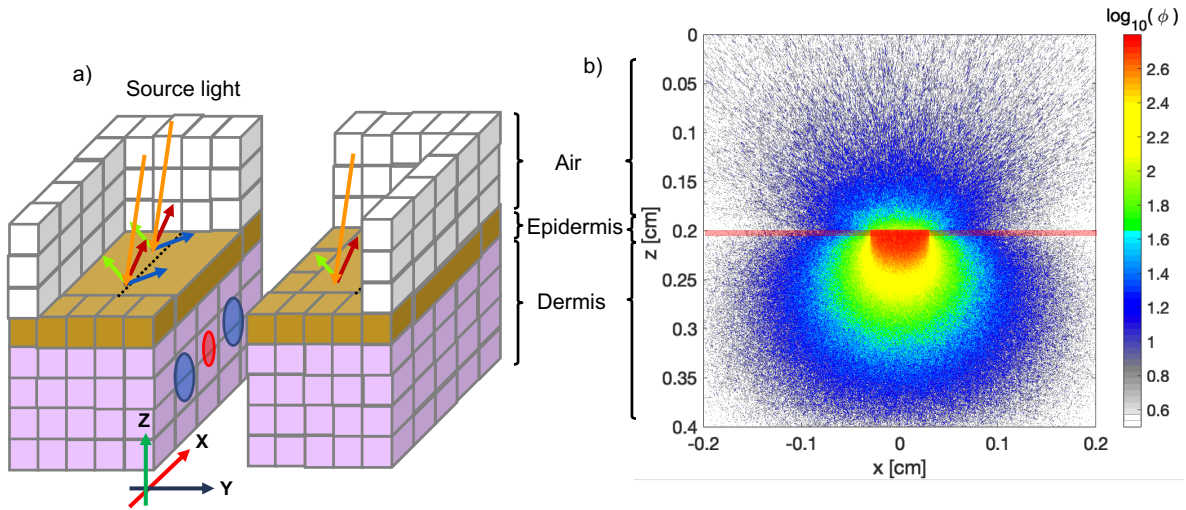 a)
Source light
Air
Epidermis
Dermis
Z
X
Y
b)
log10(ϕ)
0
0.05
0.1
0.15
0.2
0.25
0.3
0.35
0.4
z [cm]
-0.2
-0.1
0
0.1
0.2
x [cm]
2.6
2.4
2.2
2
1.8
1.6
1.4
1.2
1
0.8
0.6